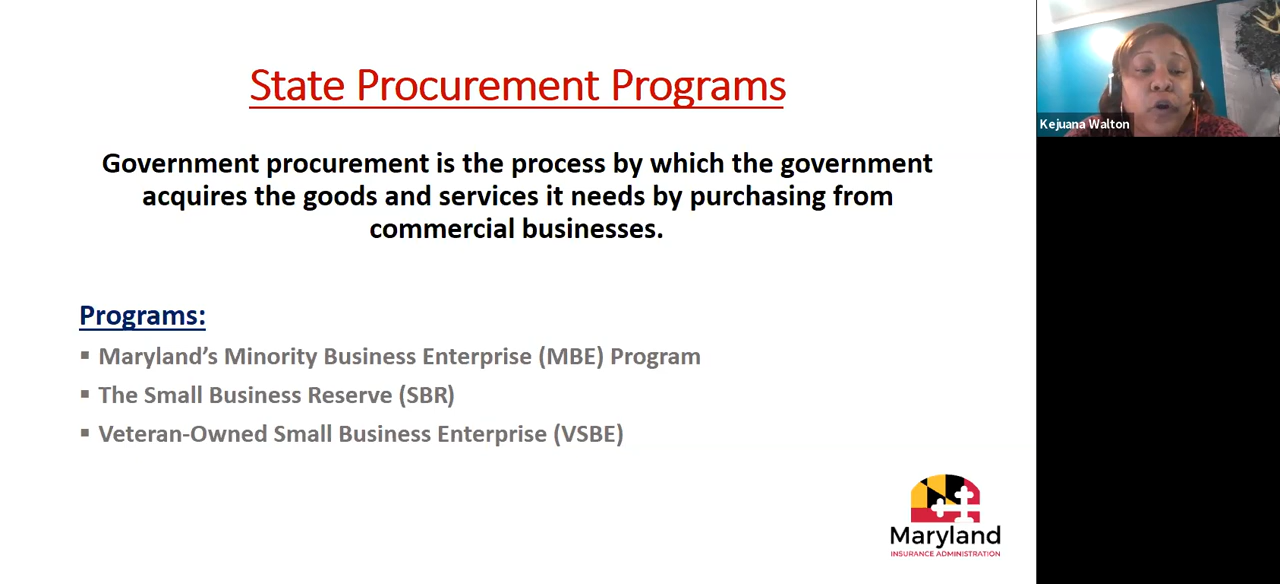 State Procurement Programs
Government procurement is the process by which the government
acquires the goods and services it needs by purchasing from
commercial businesses.
Programs:
▪ Maryland’s Minority Business Enterprise (MBE) Program
▪ The Small Business Reserve (SBR)
▪ Veteran-Owned Small Business Enterprise (VSBE)
Maryland
INSURANCE ADMINISTRATION
Kejuana Walton